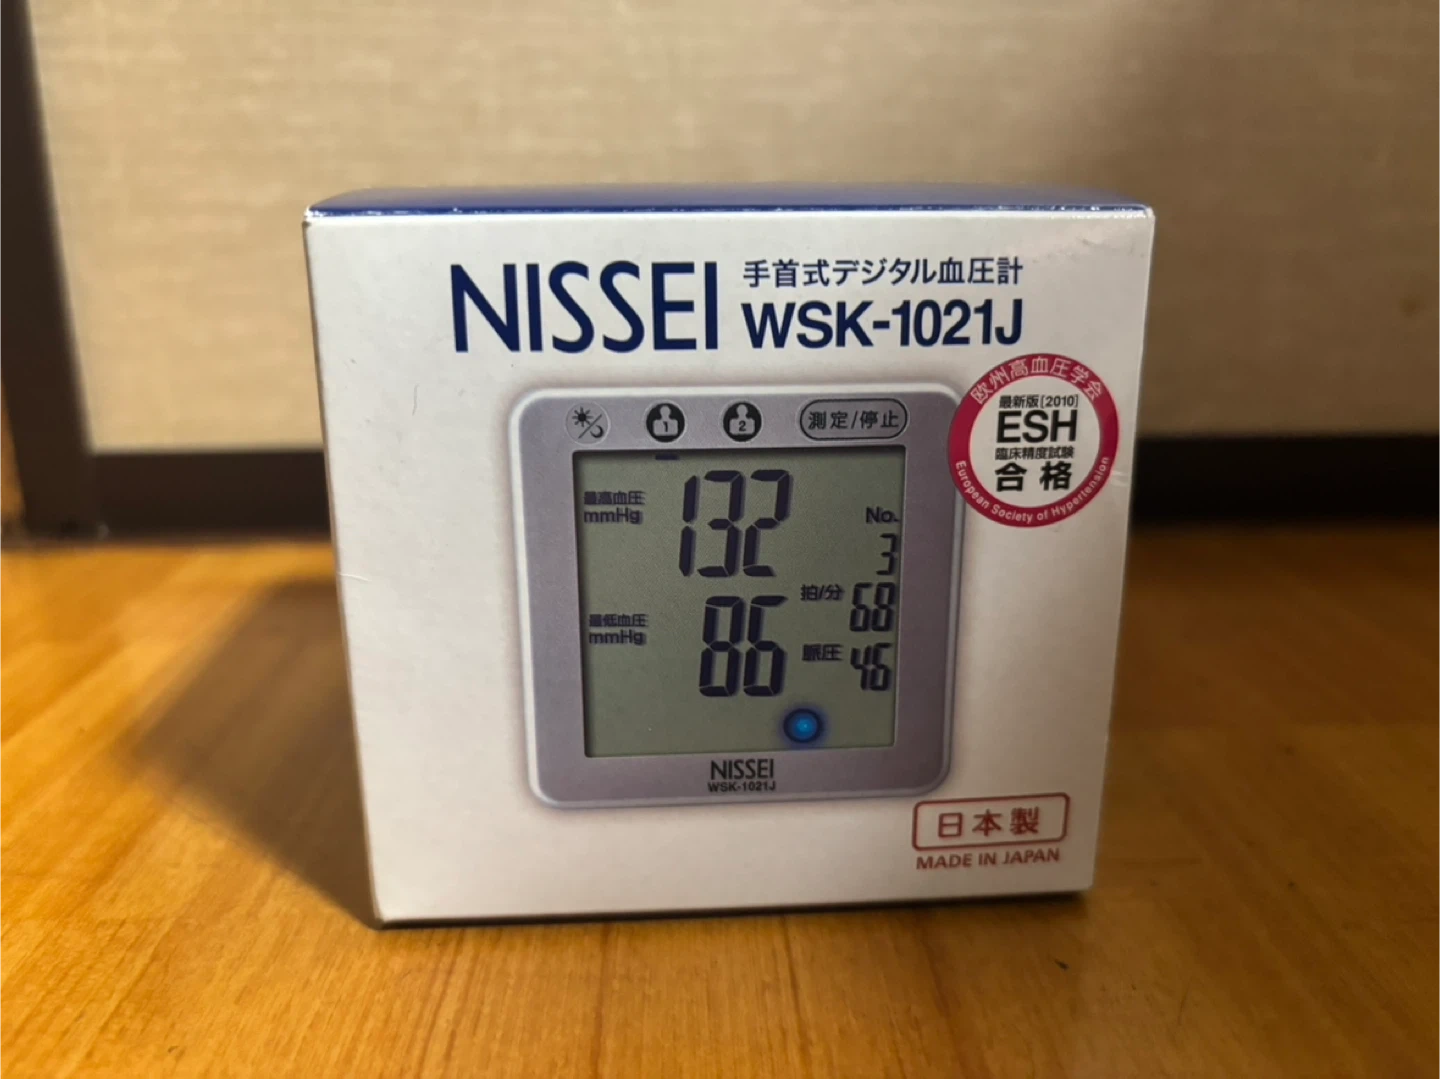 NISSEI
手首式デジタル血圧計
WSK-1021J
欧州高血圧学会
最新版[2010]
ESH
臨床精度試験
合格
European Society of Hypertension
1
2
測定/停止
最高血圧
mmHg
132
No.
3
最低血圧
mmHg
86
拍/分
68
脈圧
46
NISSEI
WSK-1021J
日本製
MADE IN JAPAN